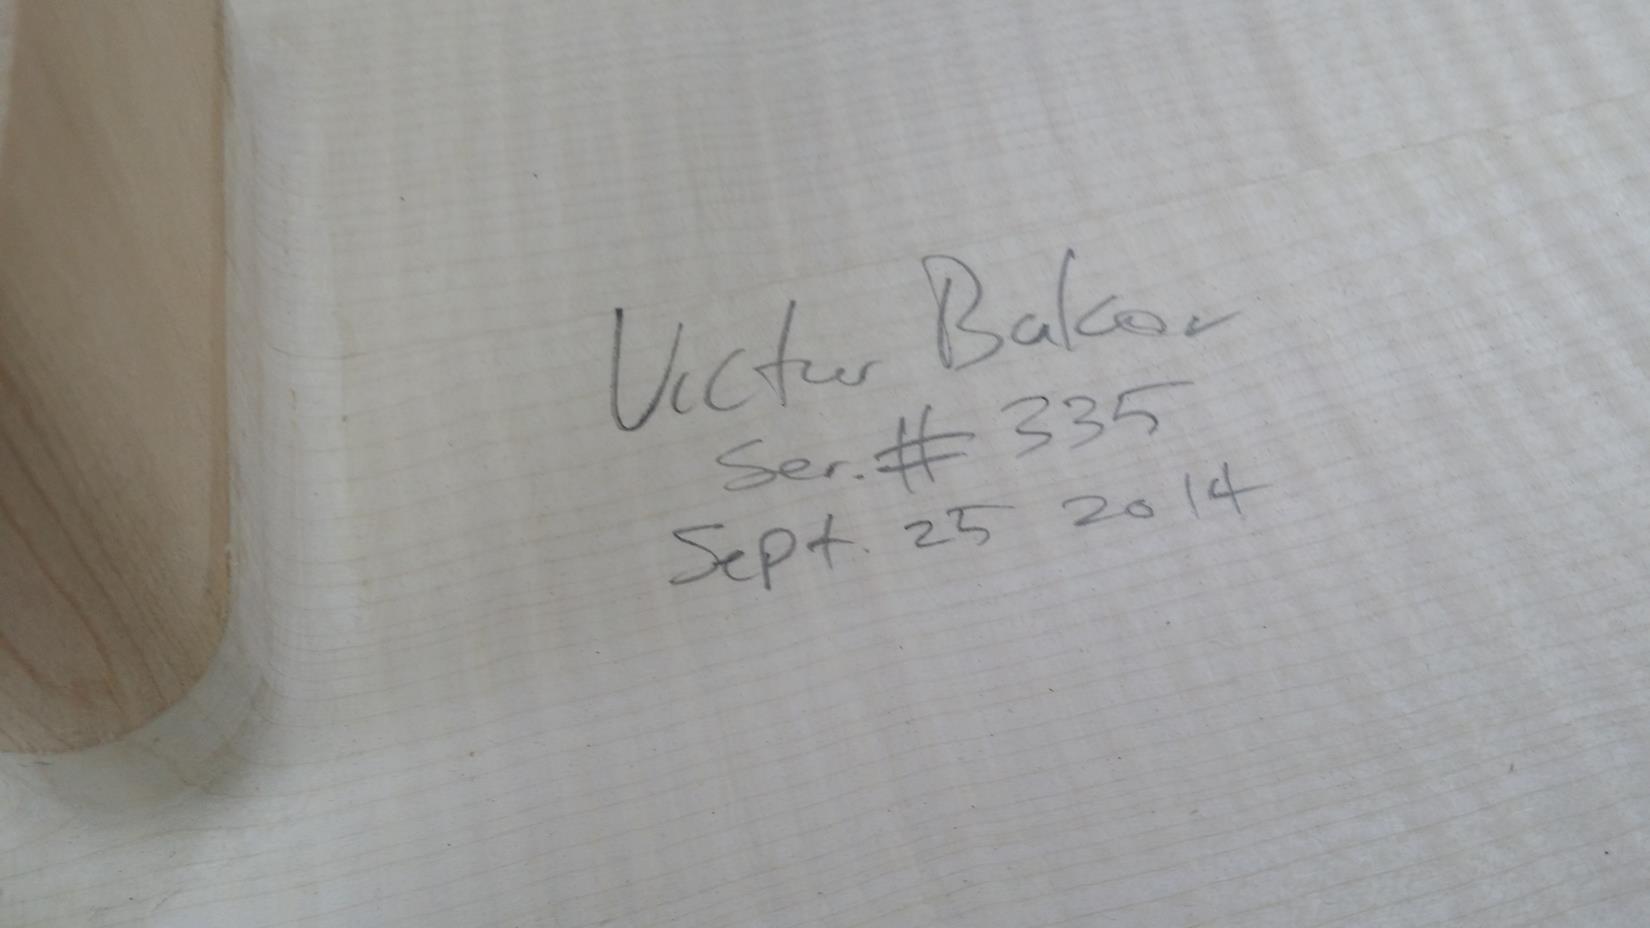 Victor Baker
Ser. # 335
Sept. 25 2014